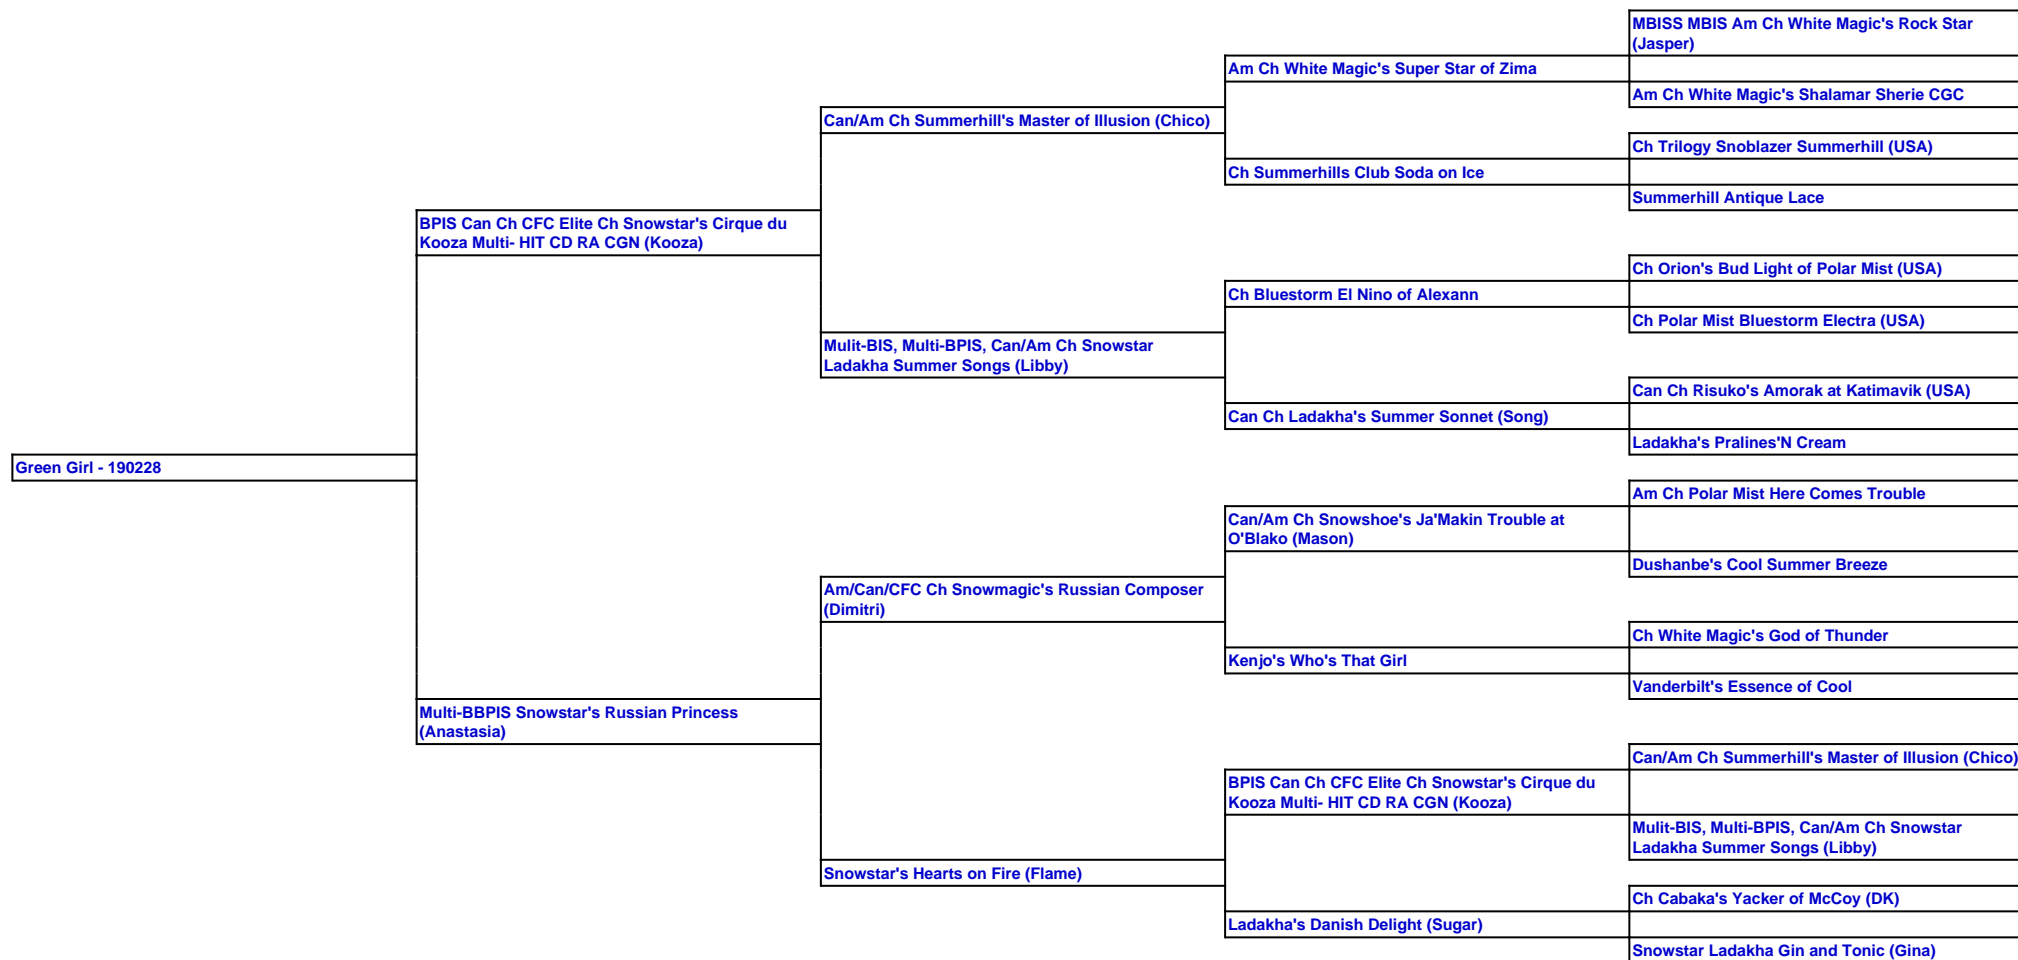 MBISS MBIS Am Ch White Magic's Rock Star
(Jasper)
Am Ch White Magic's Super Star of Zima
Am Ch White Magic's Shalamar Sherie CGC
Can/Am Ch Summerhill's Master of Illusion (Chico)
Ch Trilogy Snoblazer Summerhill (USA)
Ch Summerhills Club Soda on Ice
Summerhill Antique Lace
BPIS Can Ch CFC Elite Ch Snowstar's Cirque du
Kooza Multi- HIT CD RA CGN (Kooza)
Ch Orion's Bud Light of Polar Mist (USA)
Ch Bluestorm El Nino of Alexann
Ch Polar Mist Bluestorm Electra (USA)
Mulit-BIS, Multi-BPIS, Can/Am Ch Snowstar
Ladakha Summer Songs (Libby)
Can Ch Risuko's Amorak at Katimavik (USA)
Can Ch Ladakha's Summer Sonnet (Song)
Ladakha's Pralines'N Cream
Green Girl - 190228
Am Ch Polar Mist Here Comes Trouble
Can/Am Ch Snowshoe's Ja'Makin Trouble at
O'Blako (Mason)
Dushanbe's Cool Summer Breeze
Am/Can/CFC Ch Snowmagic's Russian Composer
(Dimitri)
Ch White Magic's God of Thunder
Kenjo's Who's That Girl
Vanderbilt's Essence of Cool
Multi-BBPIS Snowstar's Russian Princess
(Anastasia)
Can/Am Ch Summerhill's Master of Illusion (Chico)
BPIS Can Ch CFC Elite Ch Snowstar's Cirque du
Kooza Multi- HIT CD RA CGN (Kooza)
Mulit-BIS, Multi-BPIS, Can/Am Ch Snowstar
Ladakha Summer Songs (Libby)
Snowstar's Hearts on Fire (Flame)
Ch Cabaka's Yacker of McCoy (DK)
Ladakha's Danish Delight (Sugar)
Snowstar Ladakha Gin and Tonic (Gina)